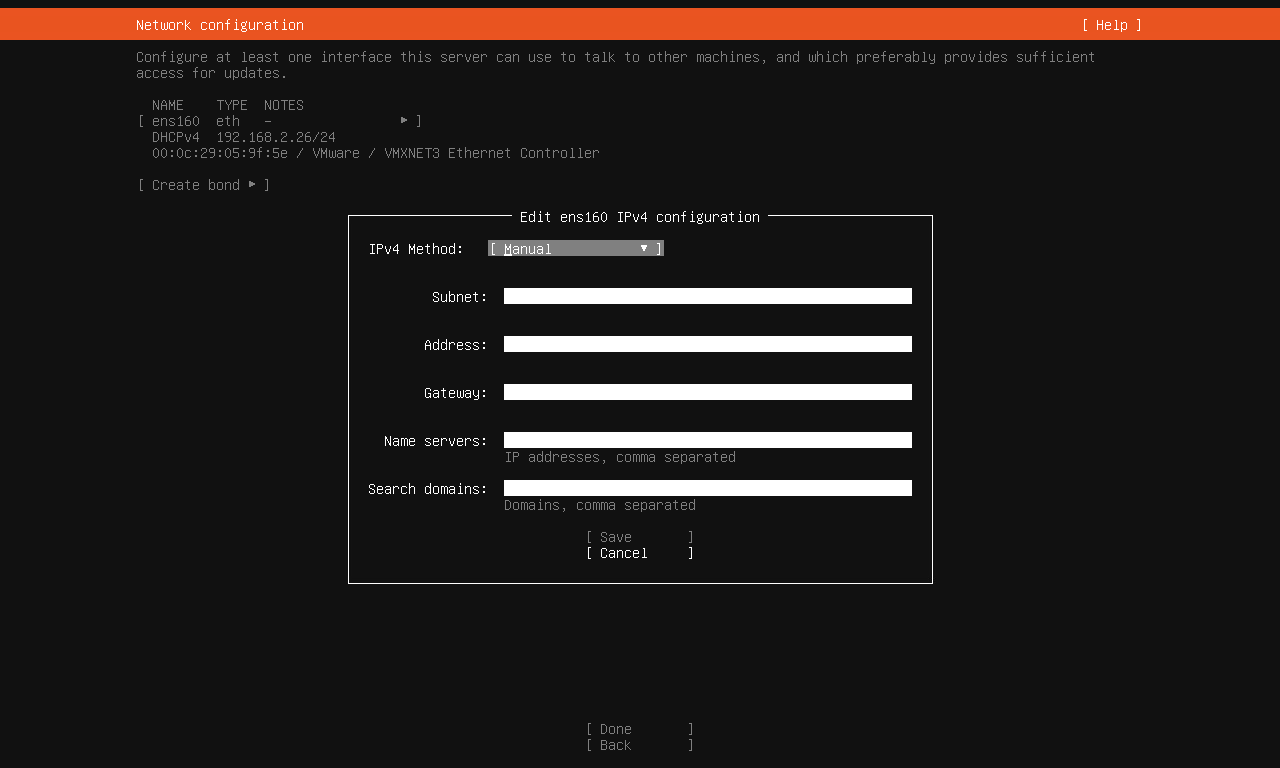 Network configuration [ Help ]
Configure at least one interface this server can use to talk to other machines, and which preferably provides sufficient
access for updates.
NAME TYPE NOTES
[ ens160 eth – ▸ ]
DHCPv4 192.168.2.26/24
00:0c:29:05:9f:5e / VMware / VMXNET3 Ethernet Controller
[ Create bond ▸ ]
Edit ens160 IPv4 configuration
IPv4 Method: [ Manual ▾ ]
Subnet:
Address:
Gateway:
Name servers:
IP addresses, comma separated
Search domains:
Domains, comma separated
[ Save ]
[ Cancel ]
[ Done ]
[ Back ]